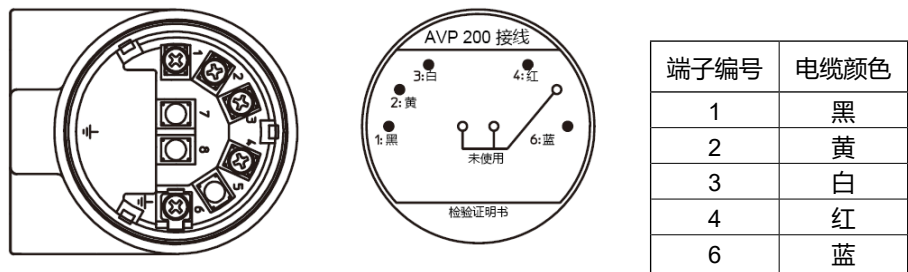 1
2
3
7
8
4
5
6
AVP 200 接线
3:白
4:红
2:黄
1:黑
6:蓝
未使用
检验证明书
端子编号 电缆颜色
1 黑
2 黄
3 白
4 红
6 蓝